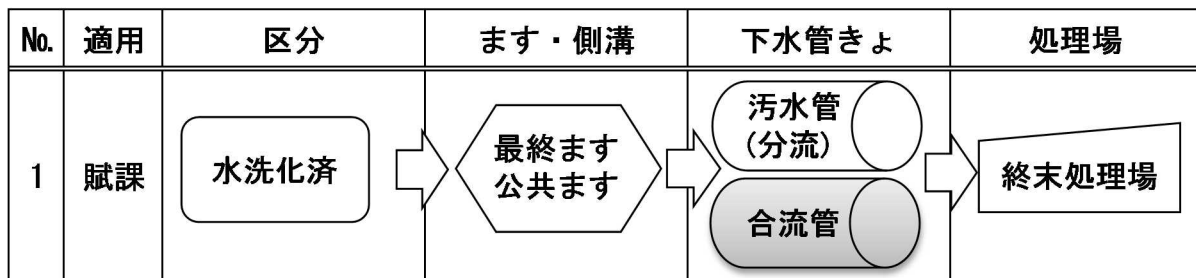 No. 適用 区分 ます・側溝 下水管きょ 処理場
1 賦課 水洗化済
最終ます
公共ます
汚水管
(分流)
合流管
終末処理場